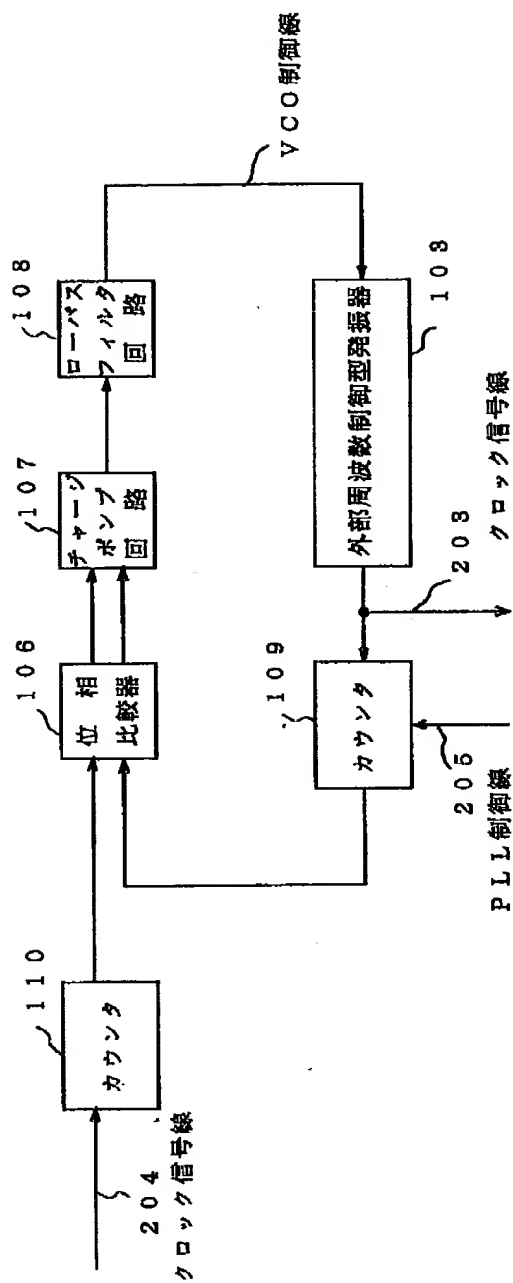 204
クロック信号線
110
カウンタ
106
位相
比較器
107
チャージ
ポンプ
回路
108
ローパス
フィルタ
回路
VCO制御線
103
外部周波数制御型発振器
203
クロック信号線
109
カウンタ
205
PLL制御線